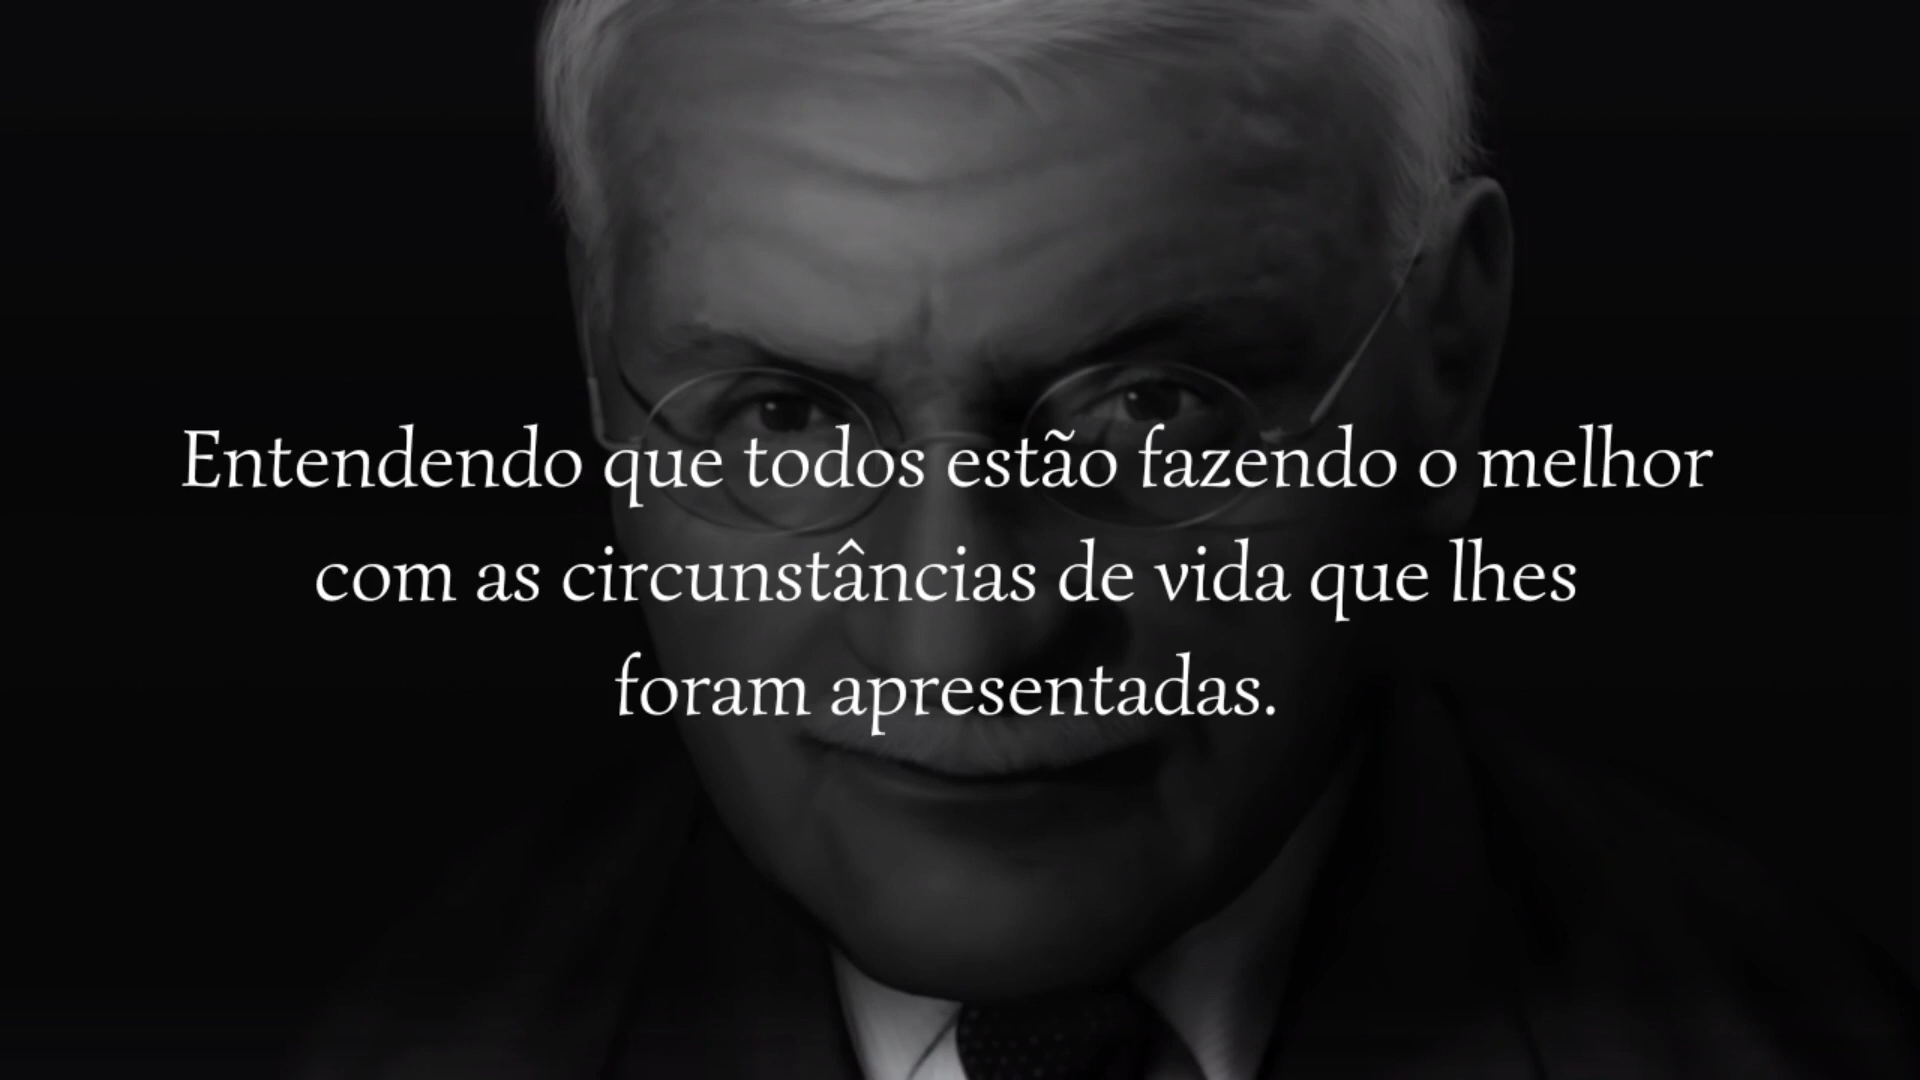 Entendendo que todos estão fazendo o melhor
com as circunstâncias de vida que lhes
foram apresentadas.